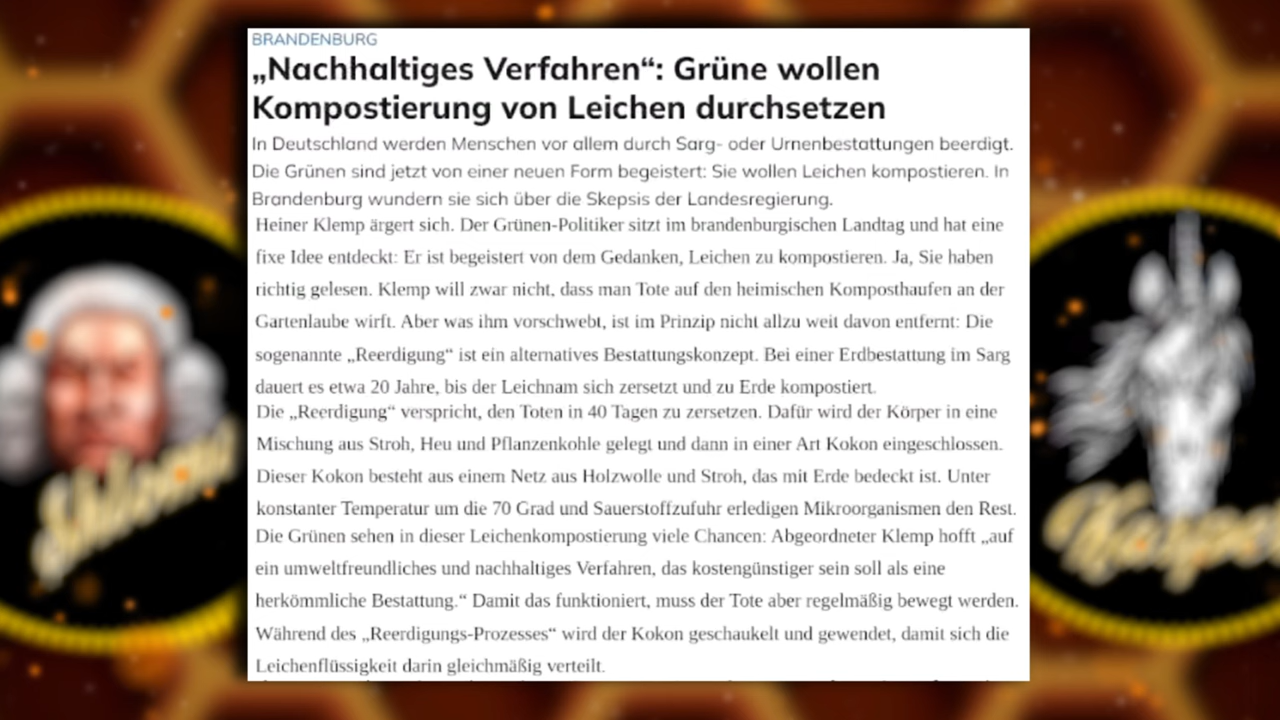 BRANDENBURG
„Nachhaltiges Verfahren“: Grüne wollen
Kompostierung von Leichen durchsetzen
In Deutschland werden Menschen vor allem durch Sarg- oder Urnenbestattungen beerdigt.
Die Grünen sind jetzt von einer neuen Form begeistert: Sie wollen Leichen kompostieren. In
Brandenburg wundern sie sich über die Skepsis der Landesregierung.
Heiner Klemp ärgert sich. Der Grünen-Politiker sitzt im brandenburgischen Landtag und hat eine
fixe Idee entdeckt: Er ist begeistert von dem Gedanken, Leichen zu kompostieren. Ja, Sie haben
richtig gelesen. Klemp will zwar nicht, dass man Tote auf den heimischen Komposthaufen an der
Gartenlaube wirft. Aber was ihm vorschwebt, ist im Prinzip nicht allzu weit davon entfernt: Die
sogenannte „Reerdigung“ ist ein alternatives Bestattungskonzept. Bei einer Erdbestattung im Sarg
dauert es etwa 20 Jahre, bis der Leichnam sich zersetzt und zu Erde kompostiert.
Die „Reerdigung“ verspricht, den Toten in 40 Tagen zu zersetzen. Dafür wird der Körper in eine
Mischung aus Stroh, Heu und Pflanzenkohle gelegt und dann in einer Art Kokon eingeschlossen.
Dieser Kokon besteht aus einem Netz aus Holzwolle und Stroh, das mit Erde bedeckt ist. Unter
konstanter Temperatur um die 70 Grad und Sauerstoffzufuhr erledigen Mikroorganismen den Rest.
Die Grünen sehen in dieser Leichenkompostierung viele Chancen: Abgeordneter Klemp hofft „auf
ein umweltfreundliches und nachhaltiges Verfahren, das kostengünstiger sein soll als eine
herkömmliche Bestattung.“ Damit das funktioniert, muss der Tote aber regelmäßig bewegt werden.
Während des „Reerdigungs-Prozesses“ wird der Kokon geschaukelt und gewendet, damit sich die
Leichenflüssigkeit darin gleichmäßig verteilt.